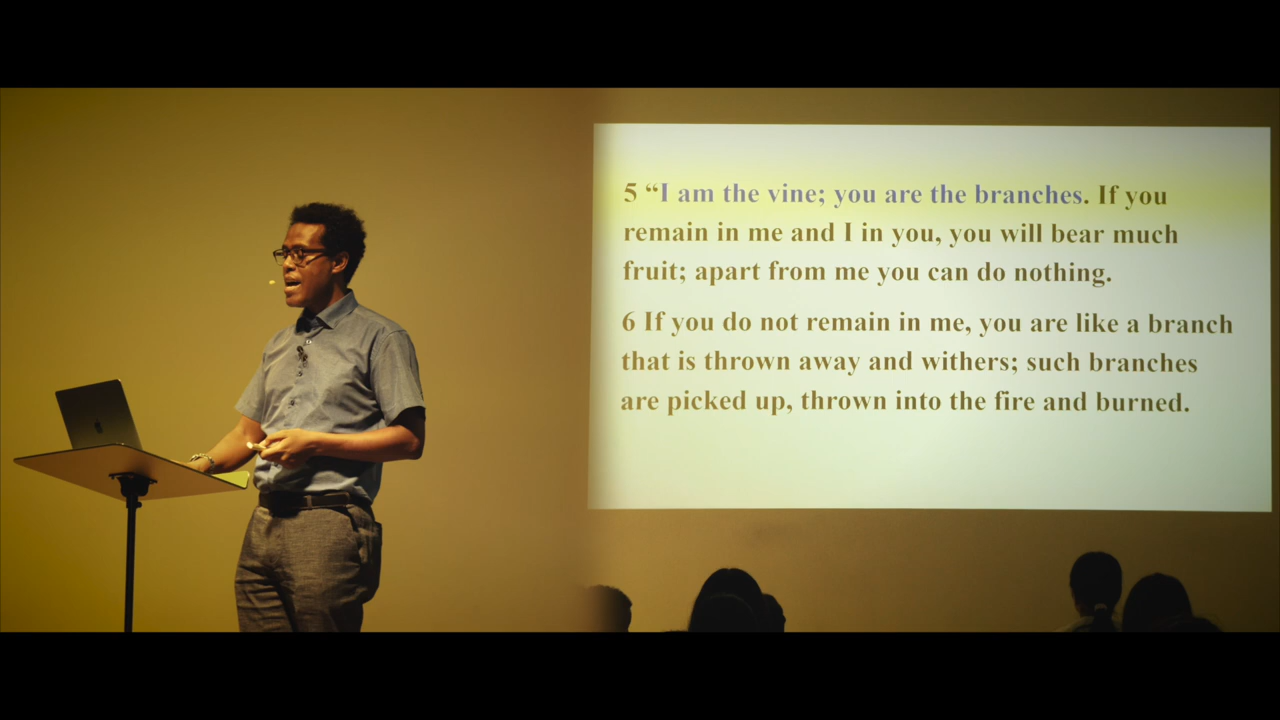 5 “I am the vine; you are the branches. If you
remain in me and I in you, you will bear much
fruit; apart from me you can do nothing.
6 If you do not remain in me, you are like a branch
that is thrown away and withers; such branches
are picked up, thrown into the fire and burned.